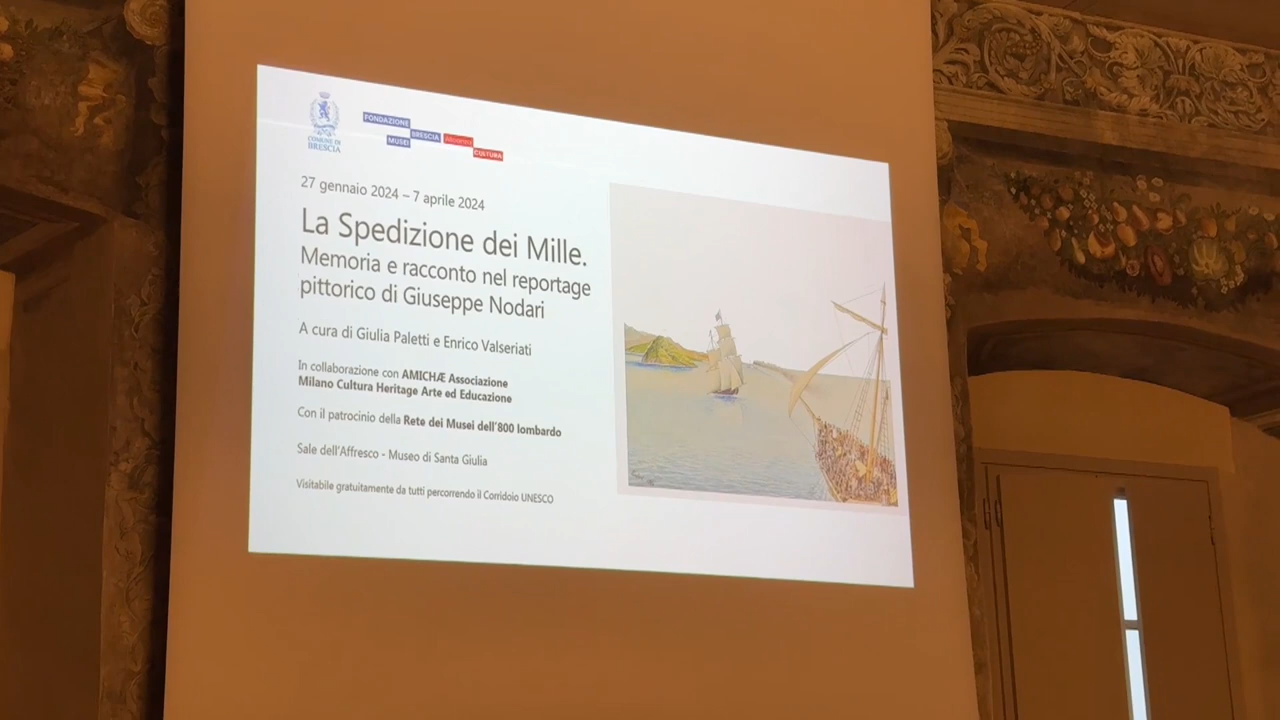 COMUNE DI
BRESCIA
FONDAZIONE
BRESCIA
MUSEI
CULTURA
27 gennaio 2024 – 7 aprile 2024
La Spedizione dei Mille.
Memoria e racconto nel reportage
pittorico di Giuseppe Nodari
A cura di Giulia Paletti e Enrico Valseriati
In collaborazione con AMICHÆ Associazione
Milano Cultura Heritage Arte ed Educazione
Con il patrocinio della Rete dei Musei dell'800 lombardo
Sale dell'Affresco - Museo di Santa Giulia
Visitabile gratuitamente da tutti percorrendo il Corridoio UNESCO